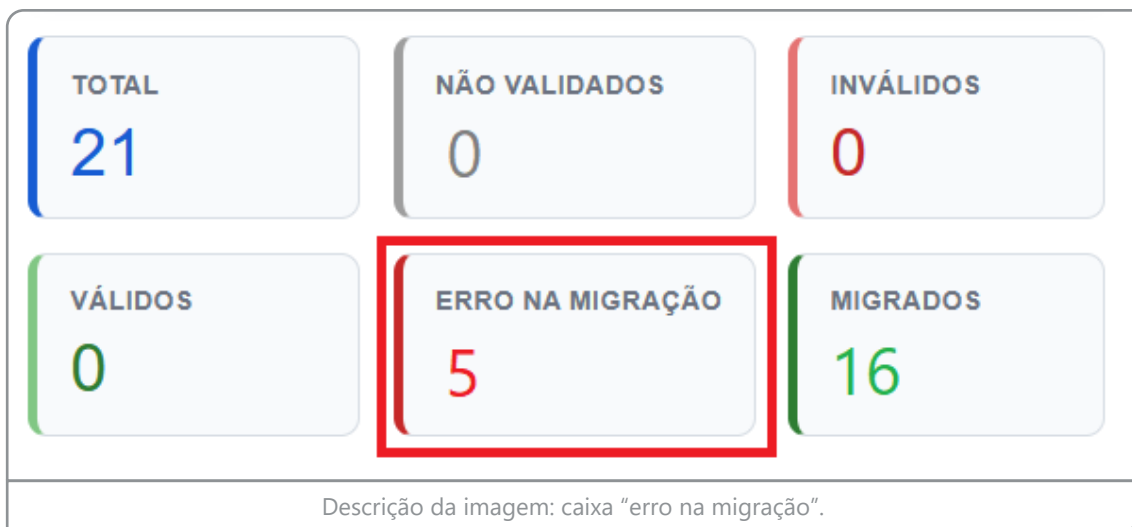 TOTAL
21
NÃO VALIDADOS
0
INVÁLIDOS
0
VÁLIDOS
0
ERRO NA MIGRAÇÃO
5
MIGRADOS
16
Descrição da imagem: caixa “erro na migração”.